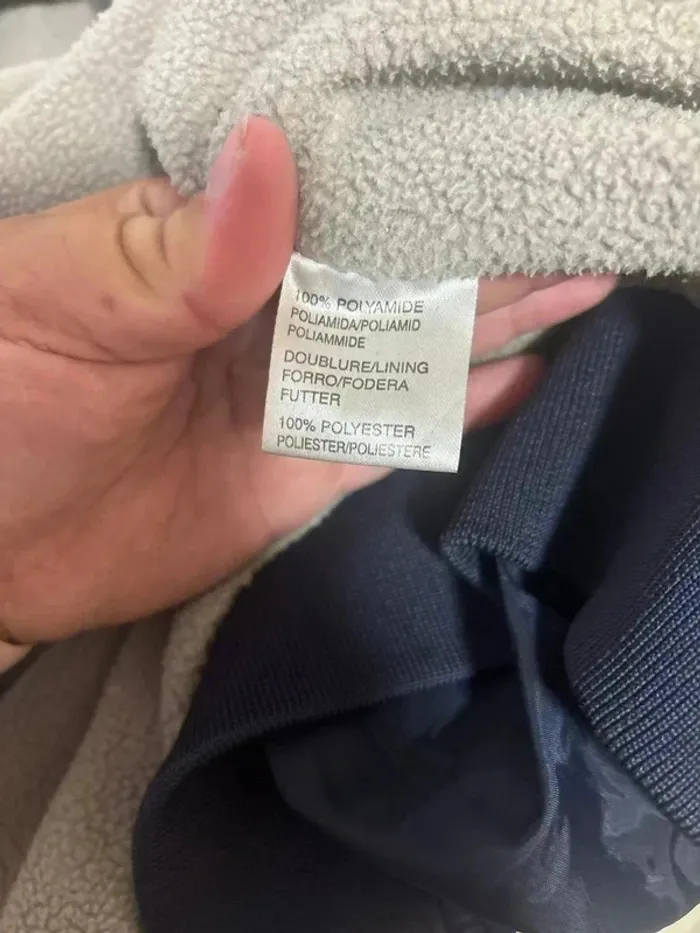 100% POLYAMIDE
POLIAMIDA/POLIAMID
POLIAMMIDE
DOUBLURE/LINING
FORRO/FODERA
FUTTER
100% POLYESTER
POLIESTER/POLIESTERE